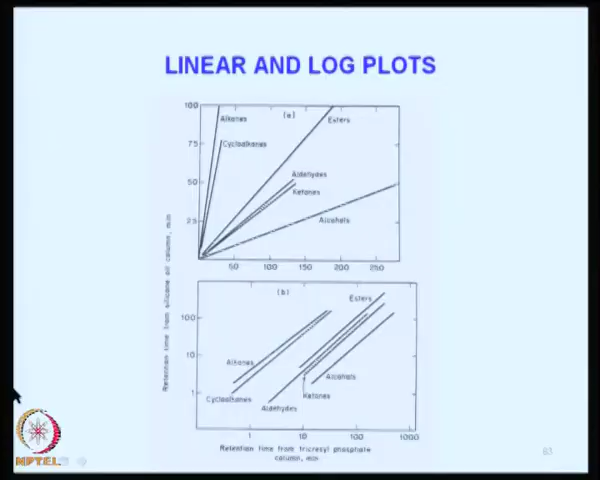 LINEAR AND LOG PLOTS
100
(a)
Alkanes
Esters
75
Cycloalkanes
50
Aldehydes
Ketones
25
Alcohols
50 100 150 200 250
Retention time from silicone oil column, min
(b)
Esters
100
10
Alkanes
Alcohols
1
Cycloalkanes
Ketones
Aldehydes
1 10 100 1000
Retention time from tricresyl phosphate
column, min
NPTEL
83